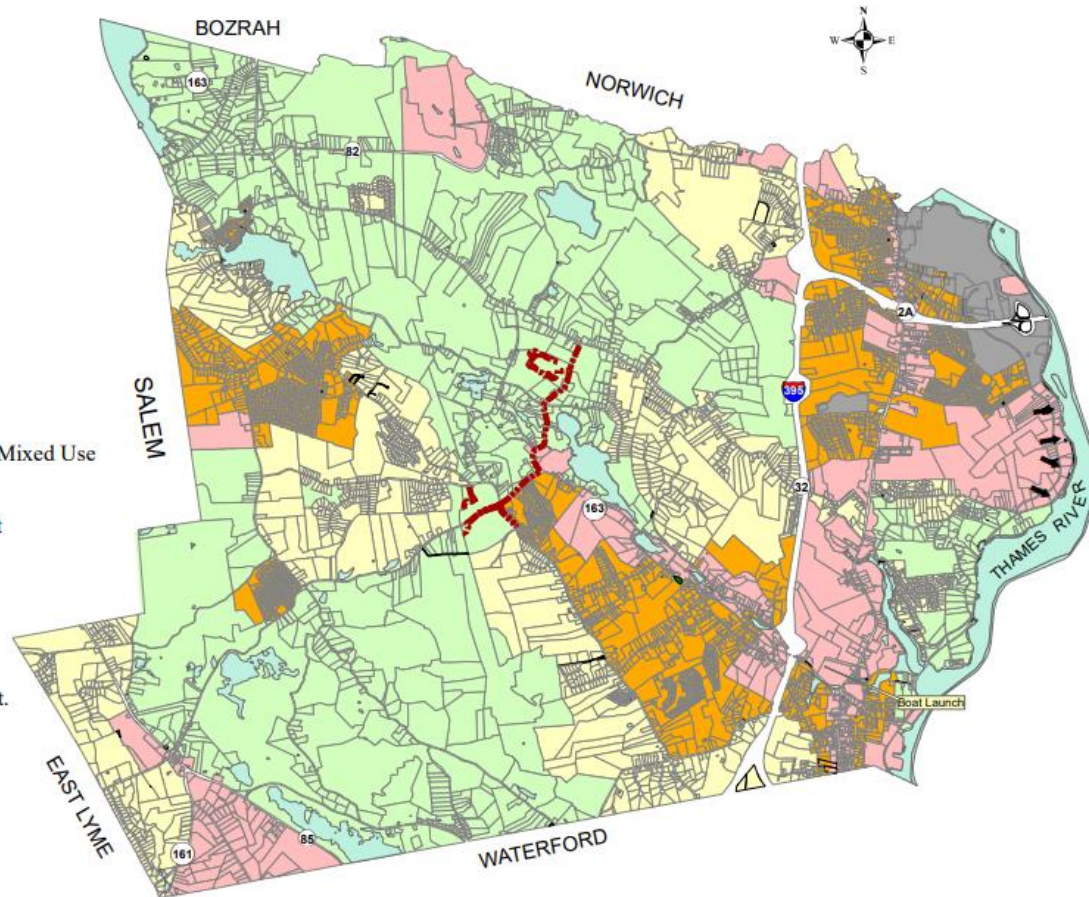 BOZRAH
N
W E
S
163
NORWICH
82
2A
SALEM
395
Mixed Use
32
163
t
THAMES RIVER
t.
Boat Launch
EAST LYME
85
161
WATERFORD